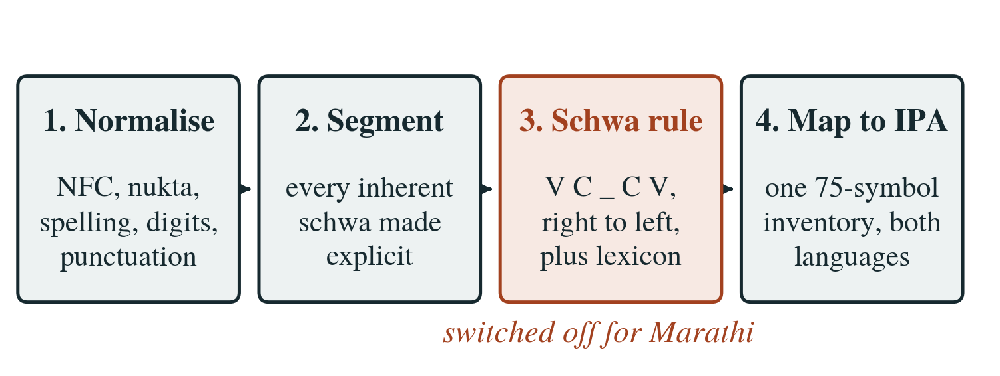 1. Normalise
NFC, nukta,
spelling, digits,
punctuation
2. Segment
every inherent
schwa made
explicit
3. Schwa rule
V C _ C V,
right to left,
plus lexicon
4. Map to IPA
one 75-symbol
inventory, both
languages
switched off for Marathi